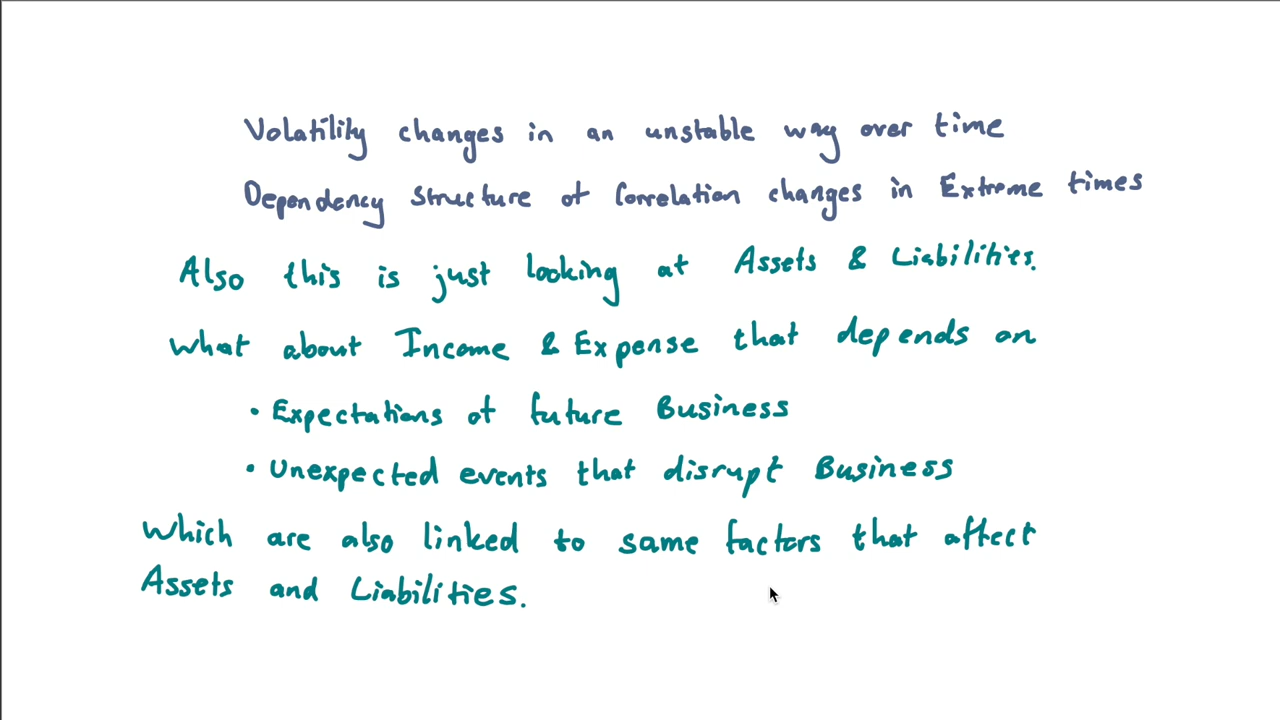 Volatility changes in an unstable way over time
Dependency structure of Correlation changes in Extreme times
Also this is just looking at Assets & Liabilities.
What about Income & Expense that depends on
• Expectations of future Business
• Unexpected events that disrupt Business
Which are also linked to same factors that affect
Assets and Liabilities.